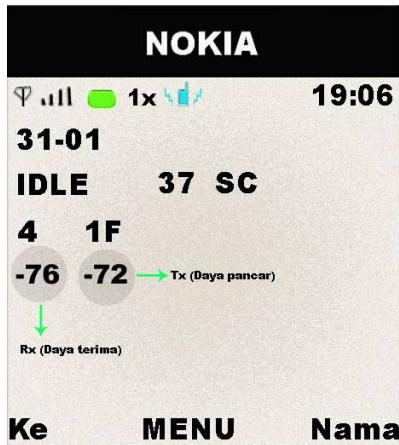 NOKIA
1x 19:06
31-01
IDLE 37 SC
4 1F
-76 -72 Tx (Daya pancar)
Rx (Daya terima)
Ke MENU Nama